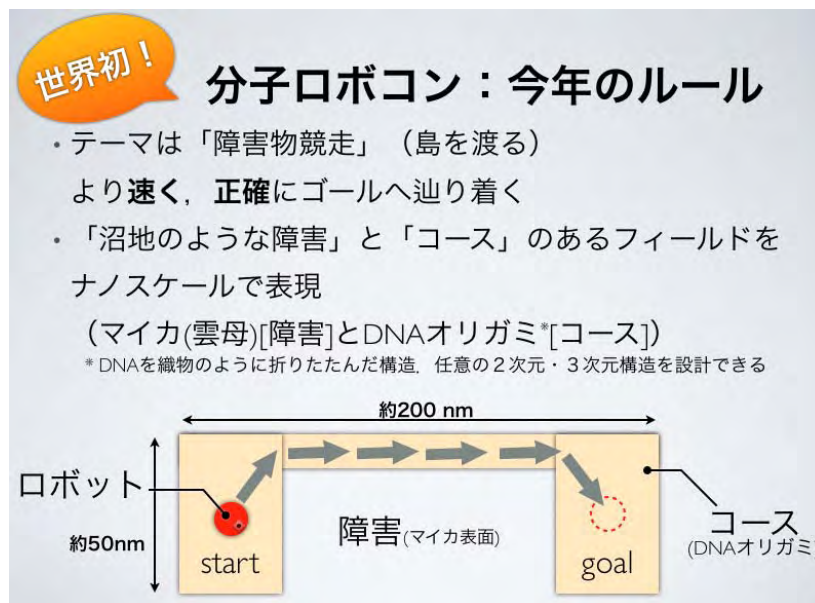 世界初！
分子ロボコン：今年のルール
・テーマは「障害物競走」（島を渡る）
より速く，正確にゴールへ辿り着く
・「沼地のような障害」と「コース」のあるフィールドを
ナノスケールで表現
（マイカ(雲母)[障害]とDNAオリガミ*[コース]）
* DNAを織物のように折りたたんだ構造．任意の２次元・３次元構造を設計できる
約200 nm
ロボット
約50nm
start
障害(マイカ表面)
goal
コース
(DNAオリガミ